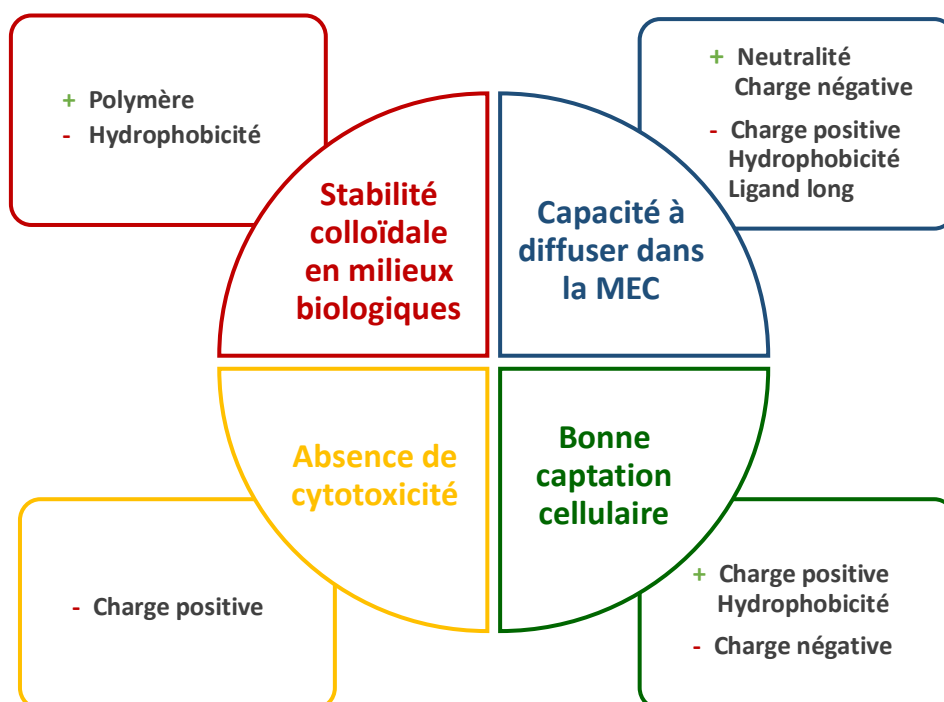 + Polymère
- Hydrophobicité
+ Neutralité
Charge négative
- Charge positive
Hydrophobicité
Ligand long
Stabilité
colloïdale
en milieux
biologiques
Capacité à
diffuser dans
la MEC
Absence de
cytotoxicité
Bonne
captation
cellulaire
- Charge positive
+ Charge positive
Hydrophobicité
- Charge négative